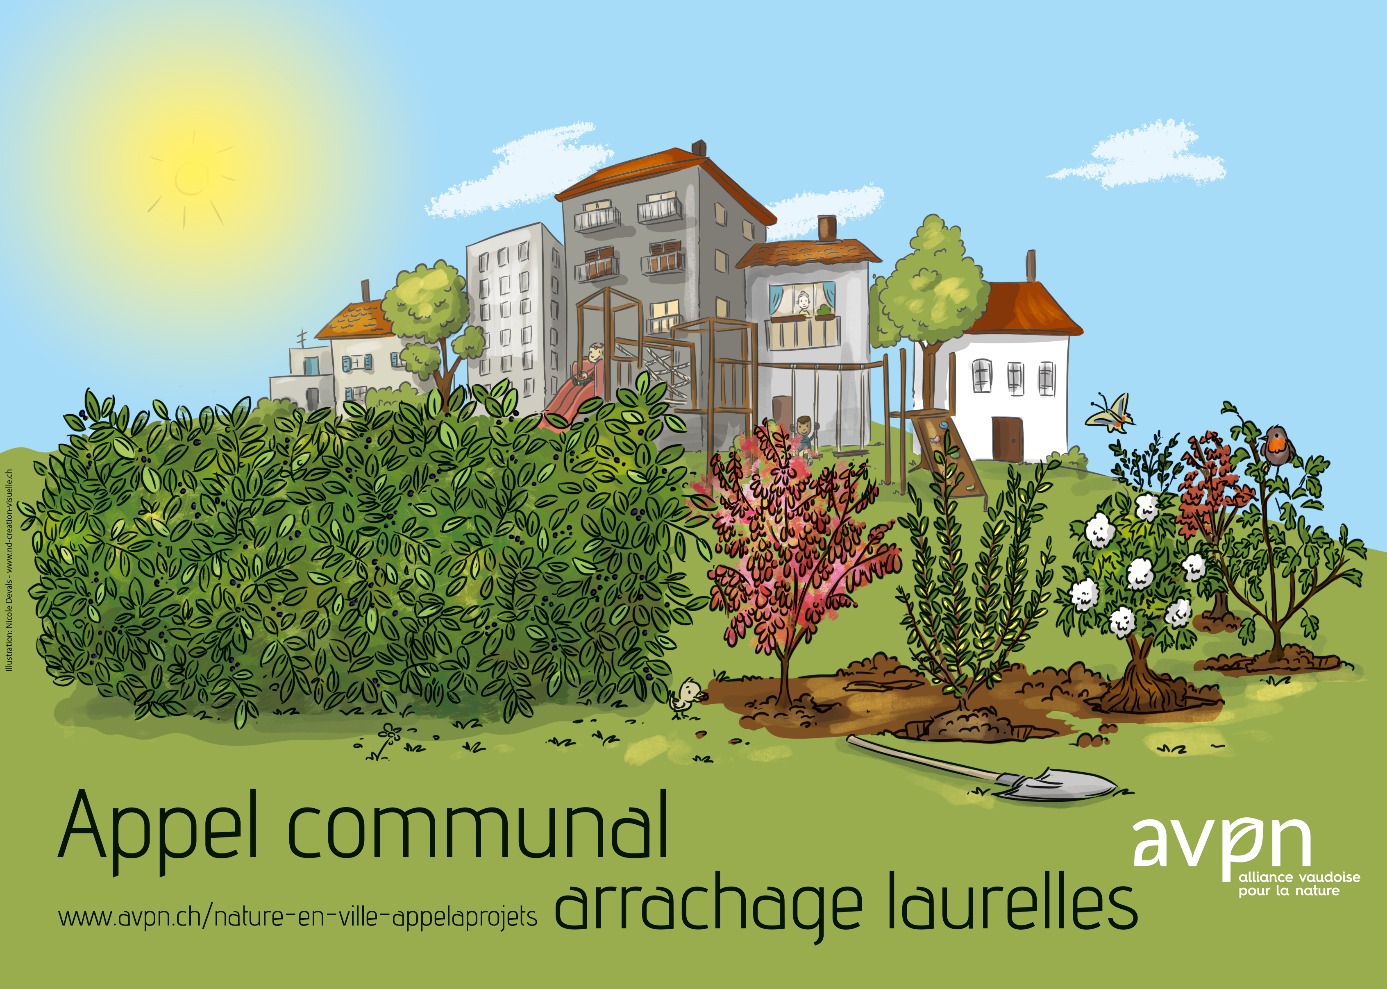 Illustration: Nicole Devals - www.nd-creation-visuelle.ch
Appel communal
arrachage laurelles
www.avpn.ch/nature-en-ville-appelaprojets
avpn
alliance vaudoise
pour la nature